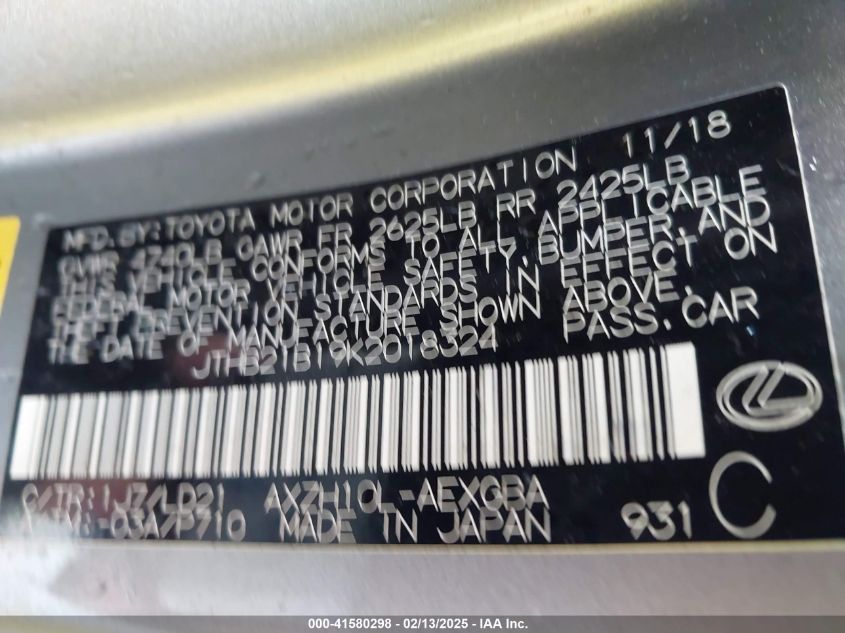 MFD. BY: TOYOTA MOTOR CORPORATION 11/18
GVWR 4740LB GAWR FR 2625LB RR 2425LB
THIS VEHICLE CONFORMS TO ALL APPLICABLE
FEDERAL MOTOR VEHICLE SAFETY, BUMPER, AND
THEFT PREVENTION STANDARDS IN EFFECT ON
THE DATE OF MANUFACTURE SHOWN ABOVE.
JTHB21B19K2018324 PASS. CAR
C/TR: 1J7/LD21 AXZH10L-AEXGBA
-03A/P710 MADE IN JAPAN 931
C
000-41580298 - 02/13/2025 - IAA Inc.